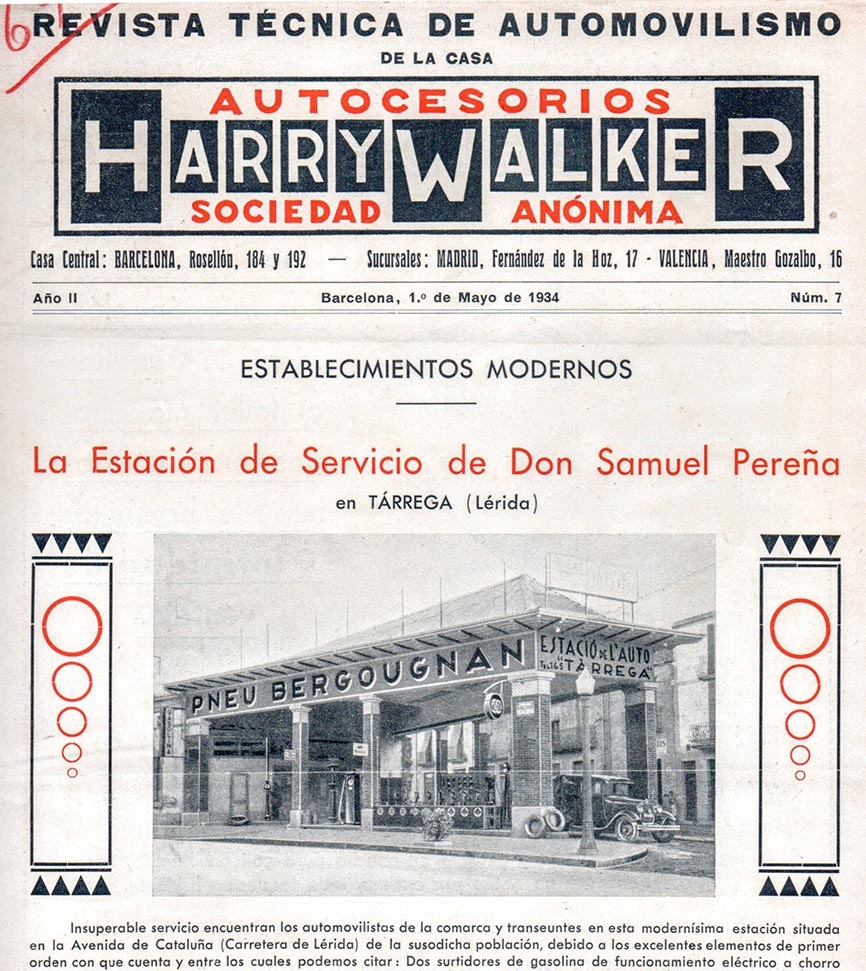 REVISTA TÉCNICA DE AUTOMOVILISMO
DE LA CASA
AUTOCESORIOS
HARRY WALKER
SOCIEDAD ANÓNIMA
Casa Central: BARCELONA, Rosellón, 184 y 192 — Sucursales: MADRID, Fernández de la Hoz, 17 - VALENCIA, Maestro Gozalbo, 16
Año II Barcelona, 1.º de Mayo de 1934 Núm. 7
ESTABLECIMIENTOS MODERNOS
La Estación de Servicio de Don Samuel Pereña
en TÁRREGA (Lérida)
PNEU BERGOUGNAN
ESTACIÓ DE L'AUTO
TÀRREGA
Insuperable servicio encuentran los automovilistas de la comarca y transeuntes en esta modernísima estación situada
en la Avenida de Cataluña (Carretera de Lérida) de la susodicha población, debido a los excelentes elementos de primer
orden con que cuenta y entre los cuales podemos citar: Dos surtidores de gasolina de funcionamiento eléctrico a chorro